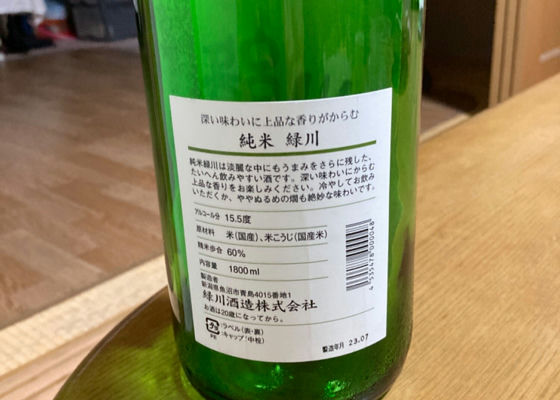 深い味わいに上品な香りがからむ
純米 緑川
純米緑川は淡麗な中にもうまみをさらに残した、
たいへん飲みやすい酒です。深い味わいにからむ
上品な香りをお楽しみください。冷やしてお飲み
いただくか、ややぬるめの燗も絶妙な味わいです。
アルコール分 15.5度
原材料 米(国産)、米こうじ(国産米)
精米歩合 60%
内容量 1800ml
製造者
新潟県魚沼市青島4015番地1
緑川酒造株式会社
お酒は20歳になってから。
ラベル(表・裏)
キャップ(中栓)
製造年月 23.07
4535478000048